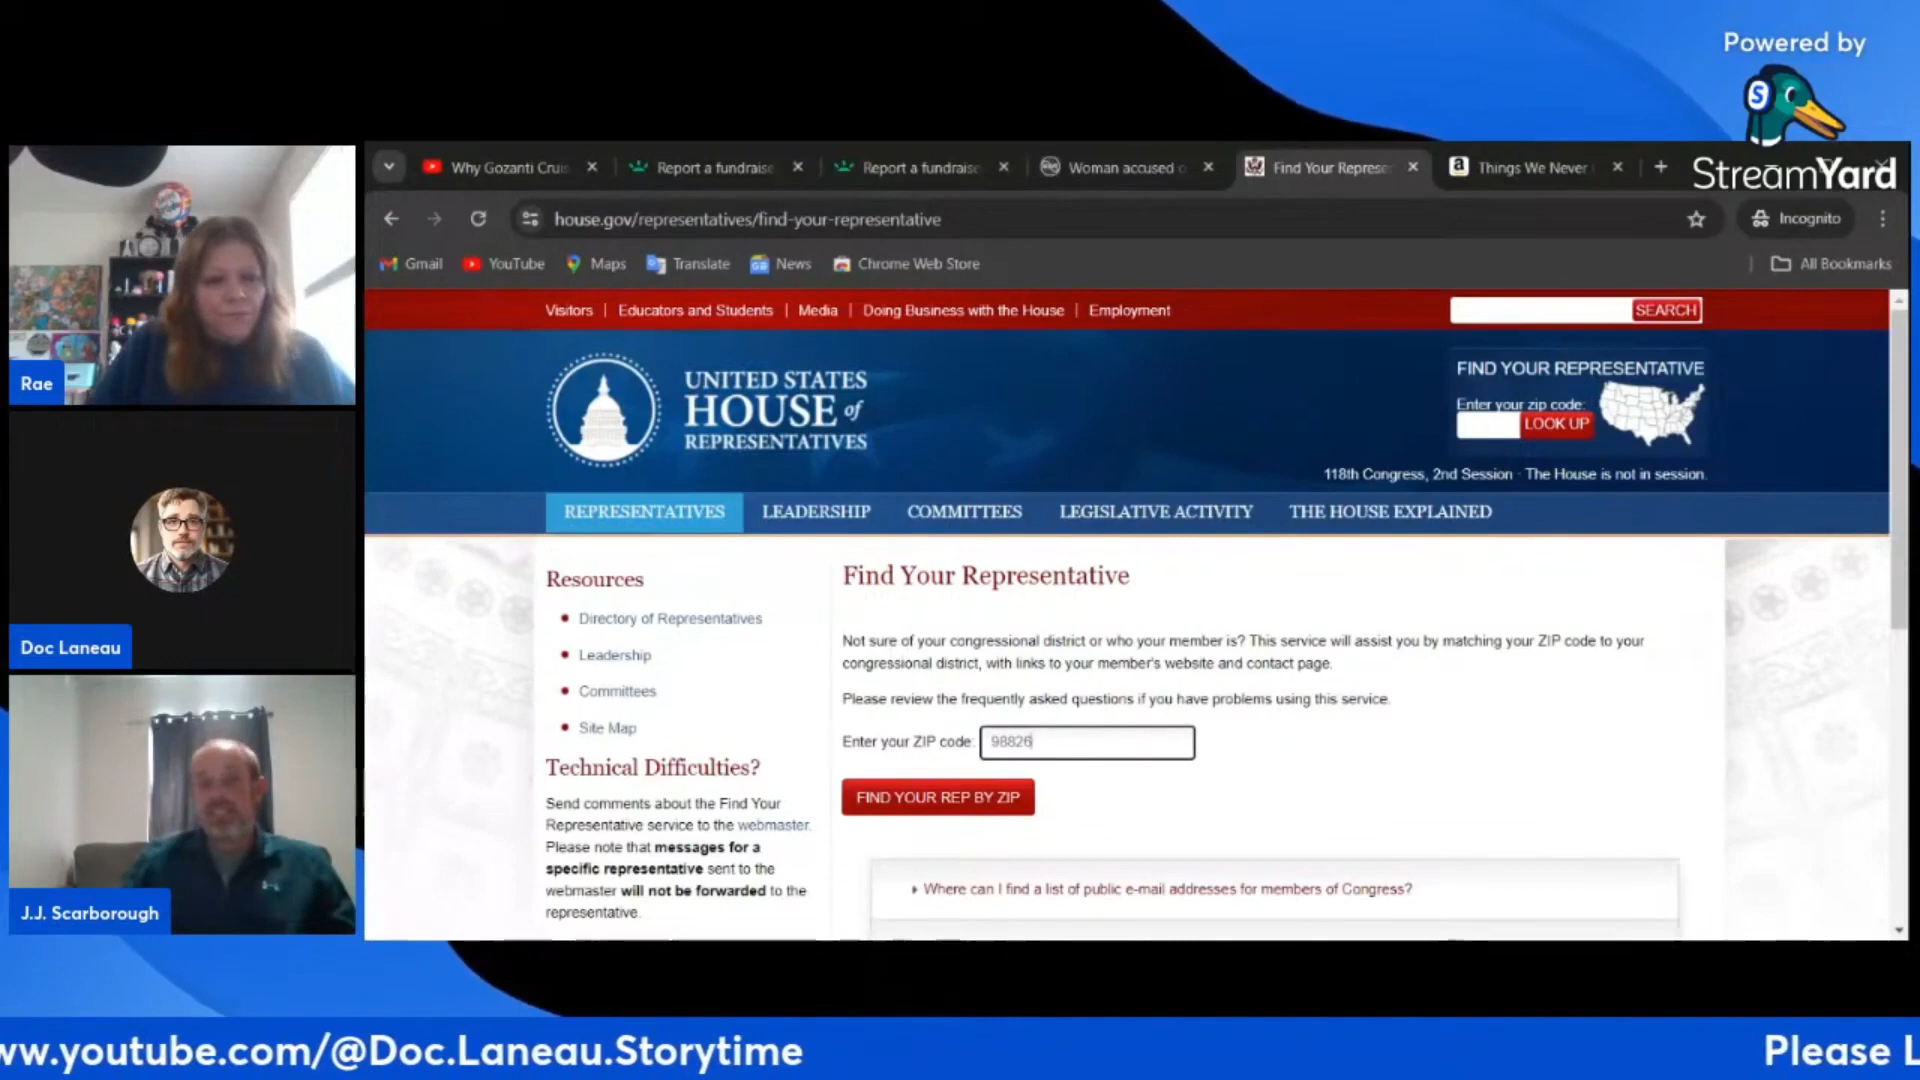 Powered by
StreamYard
Why Gozanti Cruis
Report a fundraise
Report a fundraise
Woman accused o
Find Your Represe
Things We Never
house.gov/representatives/find-your-representative
Incognito
Gmail
YouTube
Maps
Translate
News
Chrome Web Store
All Bookmarks
Visitors | Educators and Students | Media | Doing Business with the House | Employment
SEARCH
UNITED STATES
HOUSE of
REPRESENTATIVES
FIND YOUR REPRESENTATIVE
Enter your zip code:
LOOK UP
118th Congress, 2nd Session · The House is not in session.
REPRESENTATIVES
LEADERSHIP
COMMITTEES
LEGISLATIVE ACTIVITY
THE HOUSE EXPLAINED
Resources
Directory of Representatives
Leadership
Committees
Site Map
Technical Difficulties?
Send comments about the Find Your
Representative service to the webmaster.
Please note that messages for a
specific representative sent to the
webmaster will not be forwarded to the
representative.
Find Your Representative
Not sure of your congressional district or who your member is? This service will assist you by matching your ZIP code to your
congressional district, with links to your member's website and contact page.
Please review the frequently asked questions if you have problems using this service.
Enter your ZIP code: 98826
FIND YOUR REP BY ZIP
Where can I find a list of public e-mail addresses for members of Congress?
Rae
Doc Laneau
J.J. Scarborough
ww.youtube.com/@Doc.Laneau.Storytime
Please L